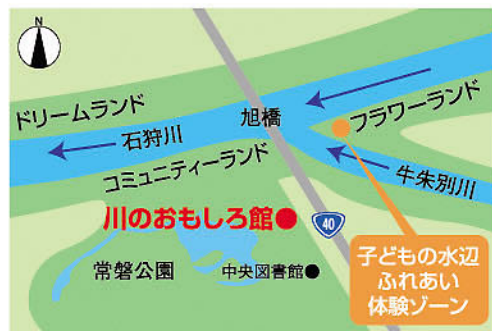 N
ドリームランド
石狩川
旭橋
フラワーランド
コミュニティーランド
牛朱別川
川のおもしろ館
40
常磐公園
中央図書館
子どもの水辺
ふれあい
体験ゾーン